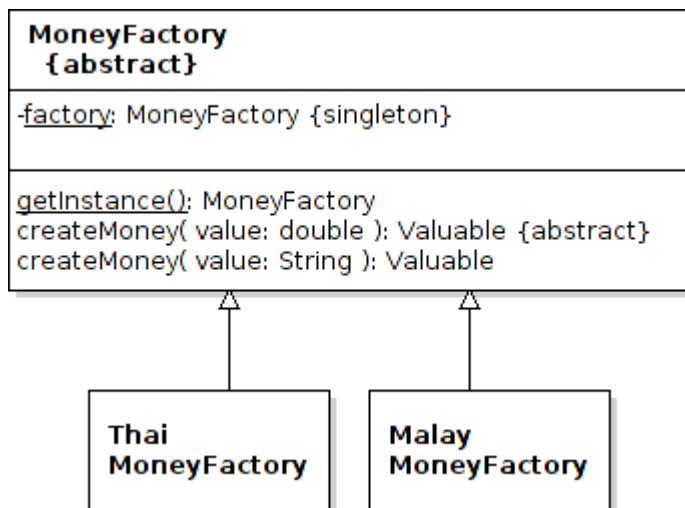 MoneyFactory
{abstract}
-factory: MoneyFactory {singleton}
getInstance(): MoneyFactory
createMoney( value: double ): Valuable {abstract}
createMoney( value: String ): Valuable
Thai
MoneyFactory
Malay
MoneyFactory